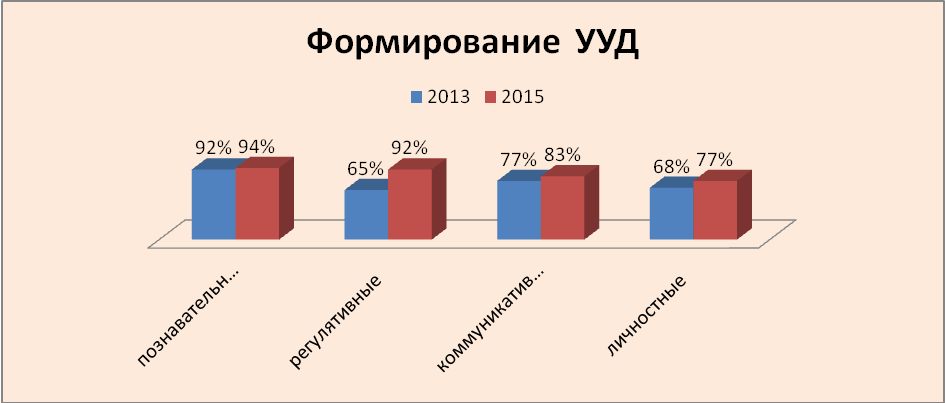 Формирование УУД
2013 2015
92% 94% 65% 92% 77% 83% 68% 77%
познавательн...
регулятивные
коммуникатив...
личностные